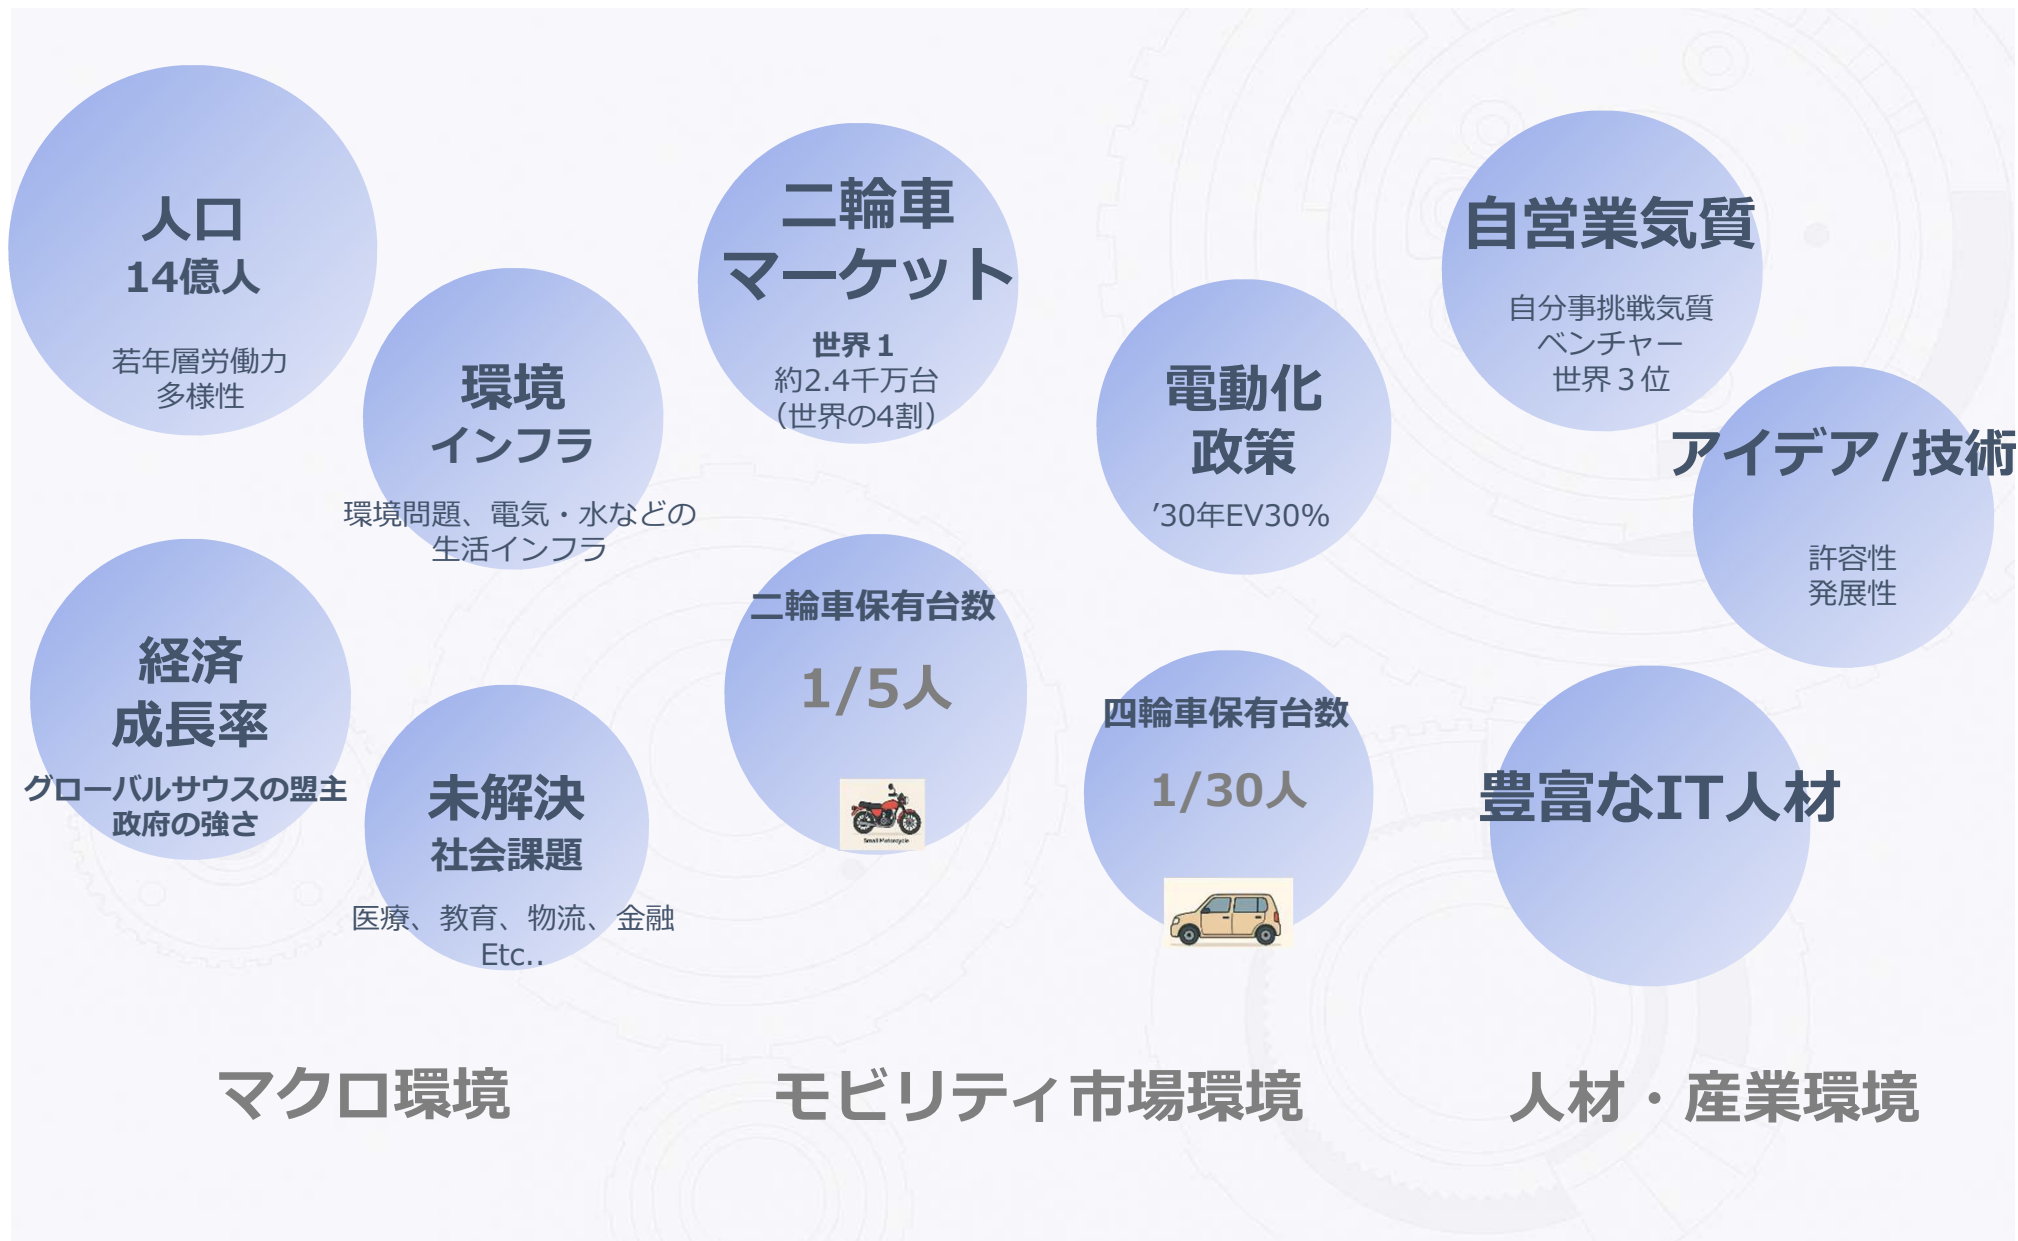 人口
14億人
若年層労働力
多様性
環境
インフラ
環境問題、電気・水などの
生活インフラ
経済
成長率
グローバルサウスの盟主
政府の強さ
未解決
社会課題
医療、教育、物流、金融
Etc..
マクロ環境
二輪車
マーケット
世界１
約2.4千万台
（世界の4割）
電動化
政策
’30年EV30%
二輪車保有台数
1/5人
Small Motorcycle
四輪車保有台数
1/30人
モビリティ市場環境
自営業気質
自分事挑戦気質
ベンチャー
世界３位
アイデア/技術
許容性
発展性
豊富なIT人材
人材・産業環境